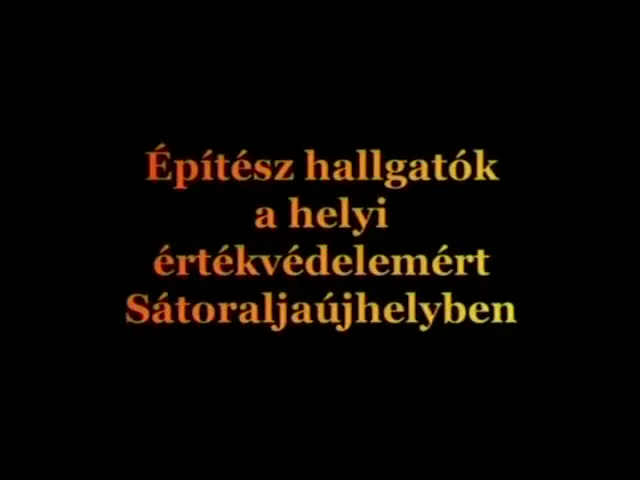 Építész hallgatók
a helyi
értékvédelemért
Sátoraljaújhelyben